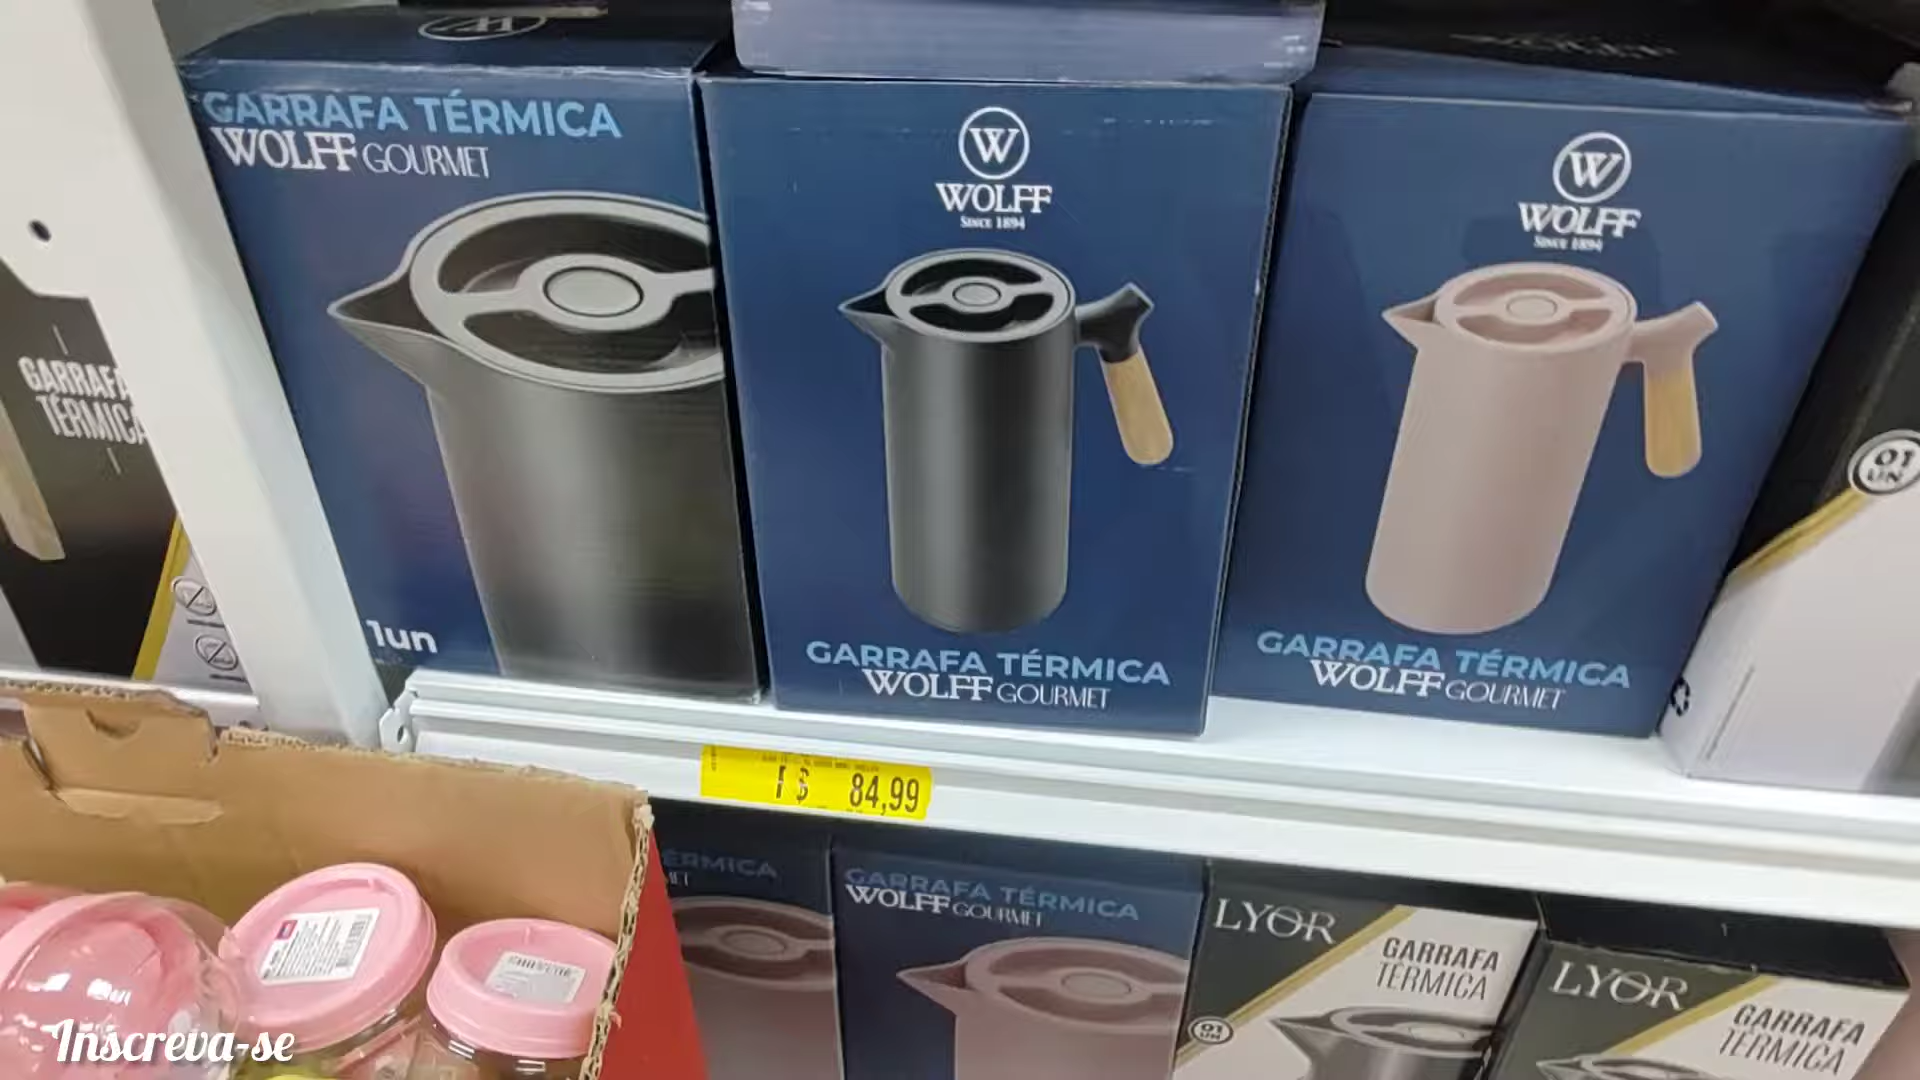 GARRAFA TÉRMICA
WOLFF GOURMET
1un
W
WOLFF
SINCE 1894
GARRAFA TÉRMICA
WOLFF GOURMET
W
WOLFF
SINCE 1894
GARRAFA TÉRMICA
WOLFF GOURMET
GARRAFA
TÉRMICA
01
UN
84,99
ÉRMICA
GARRAFA TÉRMICA
WOLFF GOURMET
LYOR
GARRAFA
TÉRMICA
01
UN
LYOR
GARRAFA
TÉRMICA
Inscreva-se